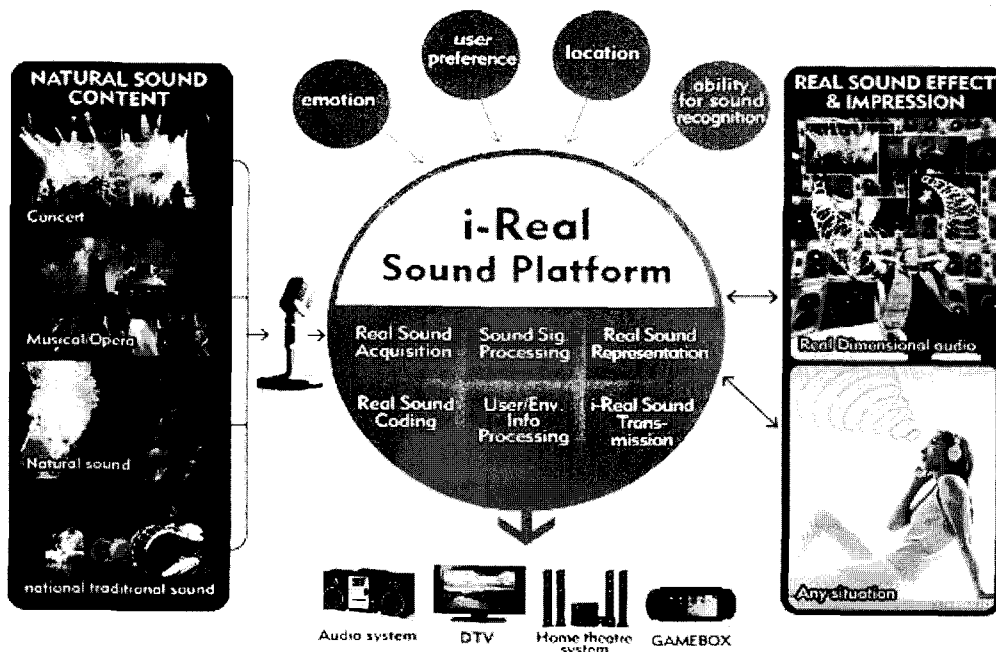 NATURAL SOUND
CONTENT
Concert
Musical/Opera
Natural sound
national traditional sound
emotion
user
preference
location
ability
for sound
recognition
i-Real
Sound Platform
Real Sound
Acquisition
Sound Sig.
Processing
Real Sound
Representation
Real Sound
Coding
User/Env.
Info
Processing
i-Real Sound
Trans-
mission
Audio system
DTV
Home theatre
system
GAMEBOX
REAL SOUND EFFECT
& IMPRESSION
Real Dimensional audio
Any situation